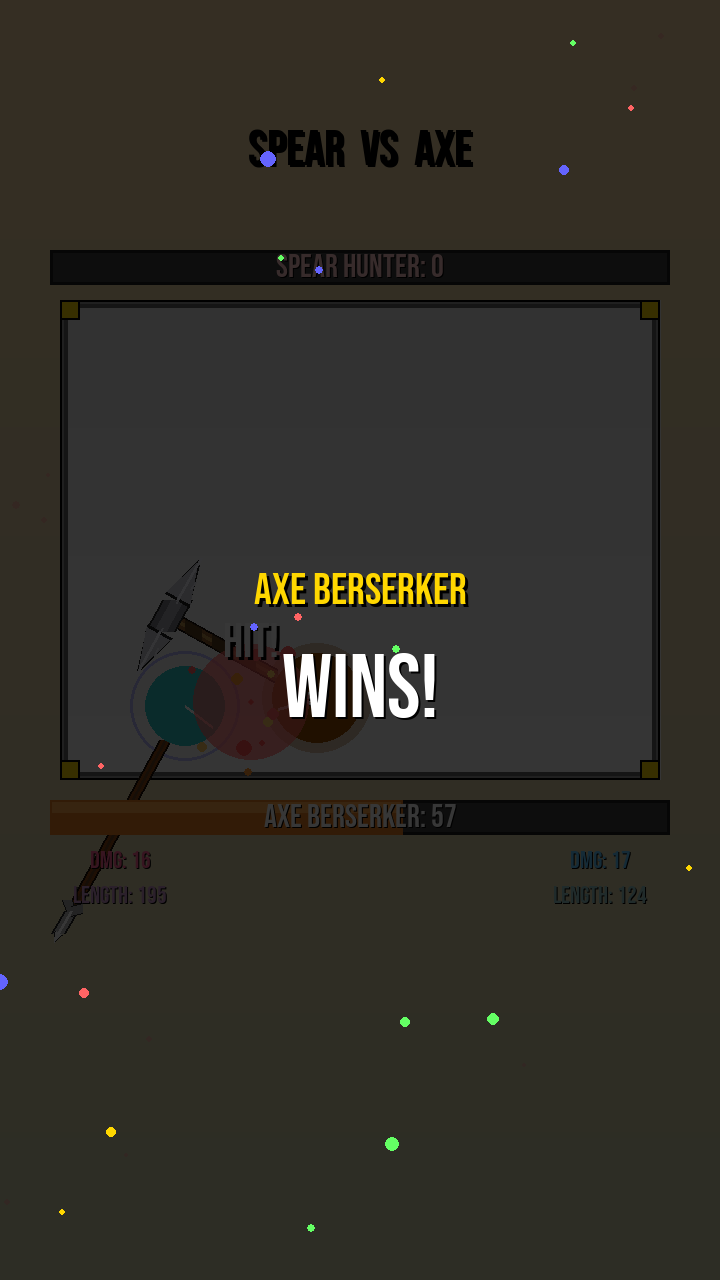 SPEAR VS AXE
SPEAR HUNTER: 0
AXE BERSERKER
HIT!
WINS!
AXE BERSERKER: 57
DMG: 16
DMG: 17
LENGTH: 195
LENGTH: 124